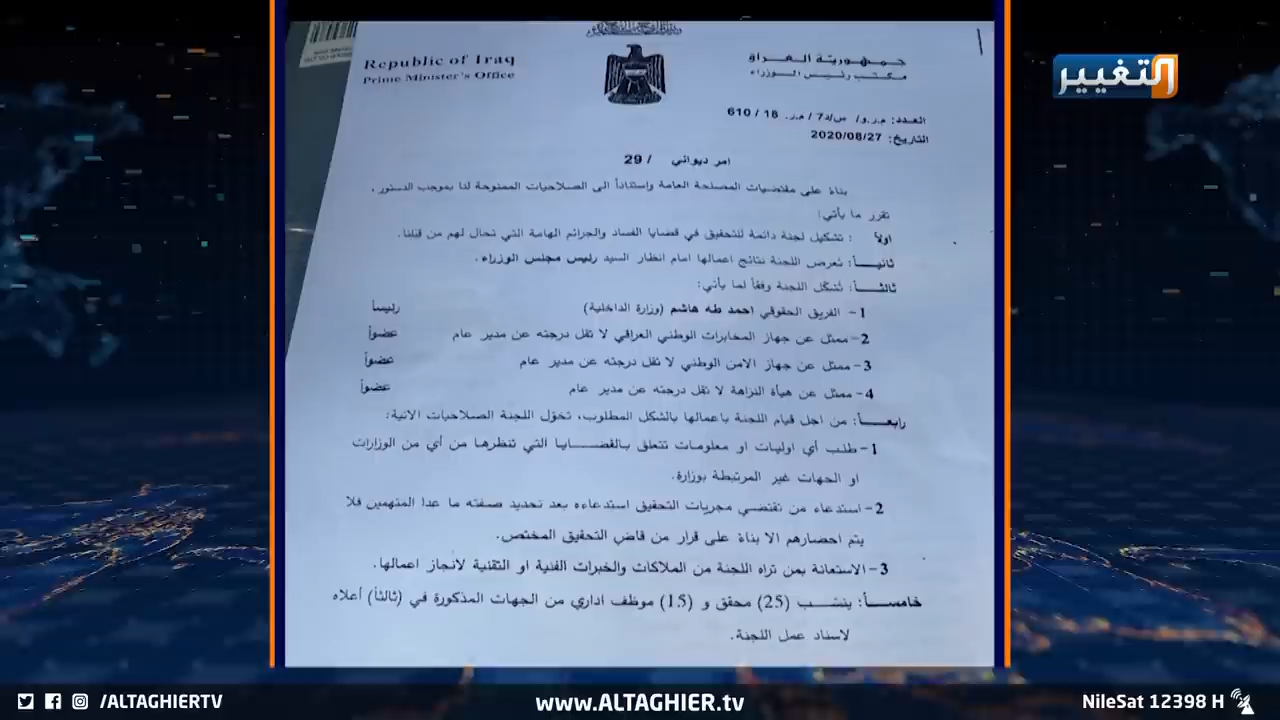 Republic of Iraq
Prime Minister's Office
جمهورية العراق
مكتب رئيس الوزراء
التغيير
العدد: م.ر.و/ س/د7/ م.ر. 18 / 610
التاريخ: 2020/08/27
امر ديواني / 29
بناءً على مقتضيات المصلحة العامة واستناداً الى الصلاحيات الممنوحة لنا بموجب الدستور،
تقرر ما يأتي:
اولاً : تشكيل لجنة دائمة للتحقيق في قضايا الفساد والجرائم الهامة التي تحال لهم من قبلنا.
ثانيـــاً: تعرض اللجنة نتائج اعمالها امام انظار السيد رئيس مجلس الوزراء.
ثالثـــاً: تُشكّل اللجنة وفقاً لما يأتي:
1- الفريق الحقوقي احمد طه هاشم (وزارة الداخلية) رئيساً
2- ممثل عن جهاز المخابرات الوطني العراقي لا تقل درجته عن مدير عام عضواً
3- ممثل عن جهاز الامن الوطني لا تقل درجته عن مدير عام عضواً
4- ممثل عن هيأة النزاهة لا تقل درجته عن مدير عام عضواً
رابعـــاً: من اجل قيام اللجنة باعمالها بالشكل المطلوب، تخوّل اللجنة الصلاحيات الاتية:
1- طلب أي اوليات او معلومات تتعلق بالقضايا التي تنظرها من أي من الوزارات
او الجهات غير المرتبطة بوزارة.
2- استدعاء من تقتضي مجريات التحقيق استدعاءه بعد تحديد صفته ما عدا المتهمين فلا
يتم احضارهم الا بناءً على قرار من قاضي التحقيق المختص.
3- الاستعانة بمن تراه اللجنة من الملاكات والخبرات الفنية او التقنية لانجاز اعمالها.
خامســـاً: ينسب (25) محقق و (15) موظف اداري من الجهات المذكورة في (ثالثاً) أعلاه
لاسناد عمل اللجنة.
/ALTAGHIERTV
www.ALTAGHIER.tv
NileSat 12398 H